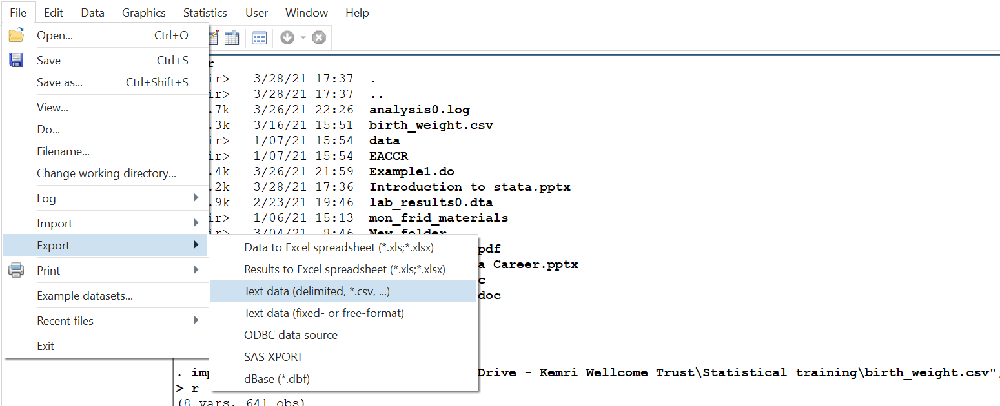 File Edit Data Graphics Statistics User Window Help
Open... Ctrl+O
Save Ctrl+S
Save as... Ctrl+Shift+S
View...
Do...
Filename...
Change working directory...
Log
Import
Export
Print
Example datasets...
Recent files
Exit
Data to Excel spreadsheet (*.xls;*.xlsx)
Results to Excel spreadsheet (*.xls;*.xlsx)
Text data (delimited, *.csv, ...)
Text data (fixed- or free-format)
ODBC data source
SAS XPORT
dBase (*.dbf)
r
ir> 3/28/21 17:37 .
ir> 3/28/21 17:37 ..
.7k 3/26/21 22:26 analysis0.log
.3k 3/16/21 15:51 birth_weight.csv
ir> 1/07/21 15:54 data
ir> 1/07/21 15:54 EACCR
.4k 3/26/21 21:59 Example1.do
.2k 3/28/21 17:36 Introduction to stata.pptx
.9k 2/23/21 19:46 lab_results0.dta
ir> 1/06/21 15:13 mon_frid_materials
ir> 3/04/21 8:46 New folder
pdf
a Career.pptx
c
doc
. imp Drive - Kemri Wellcome Trust\Statistical training\birth_weight.csv",
> r
(8 vars, 641 obs)